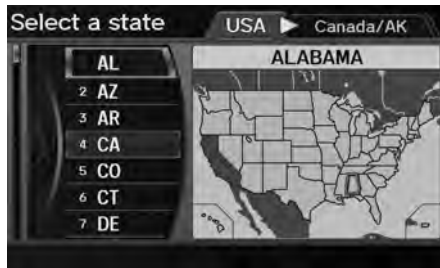 Select a state
USA Canada/AK
AL
ALABAMA
2 AZ
3 AR
4 CA
5 CO
6 CT
7 DE